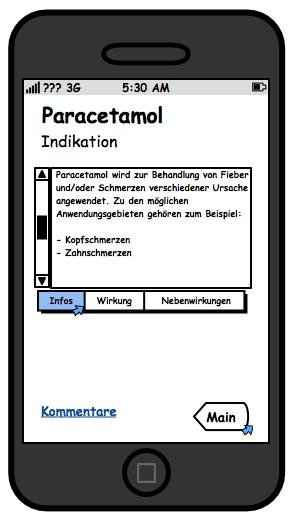 ??? 3G 5:30 AM
Paracetamol
Indikation
Paracetamol wird zur Behandlung von Fieber
und/oder Schmerzen verschiedener Ursache
angewendet. Zu den möglichen
Anwendungsgebieten gehören zum Beispiel:
- Kopfschmerzen
- Zahnschmerzen
Infos Wirkung Nebenwirkungen
Kommentare
Main